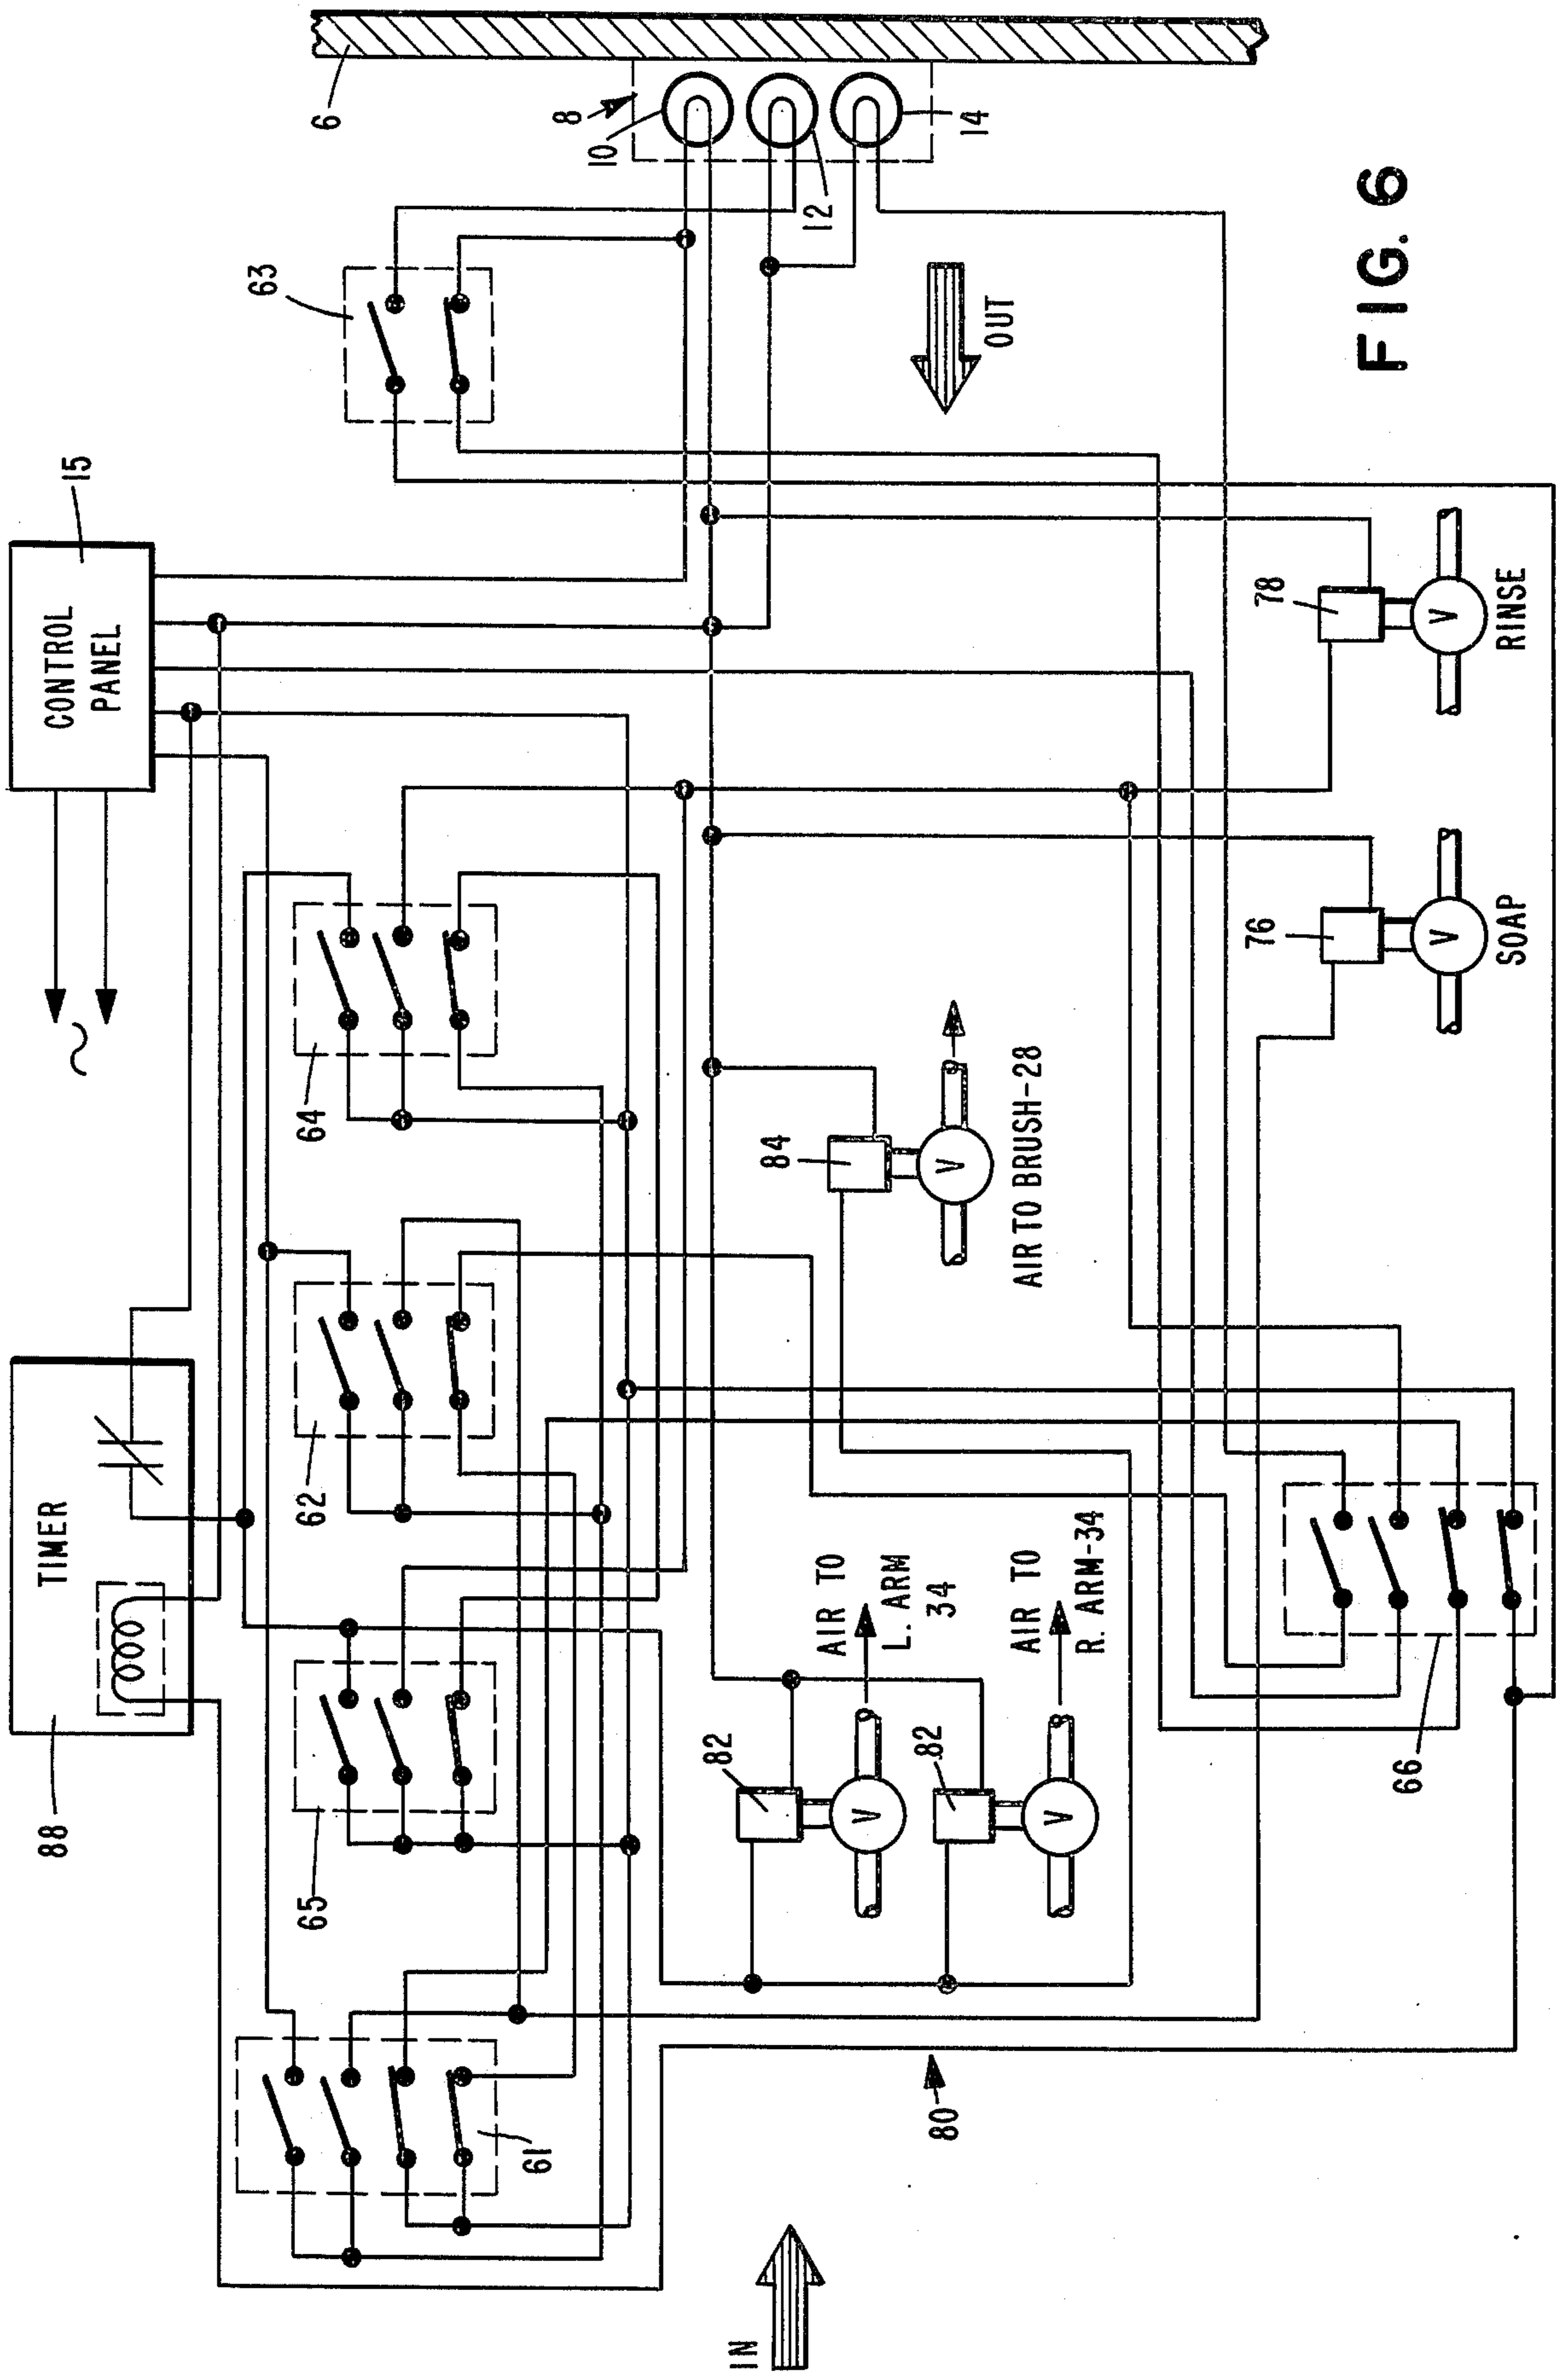 6
8
10
12
14
63
15
CONTROL
PANEL
OUT
FIG. 6
78
V
RINSE
76
V
SOAP
64
84
V
AIR TO BRUSH-28
TIMER
88
62
65
AIR TO
L. ARM
34
AIR TO
R. ARM-34
82
V
82
V
66
61
80
IN